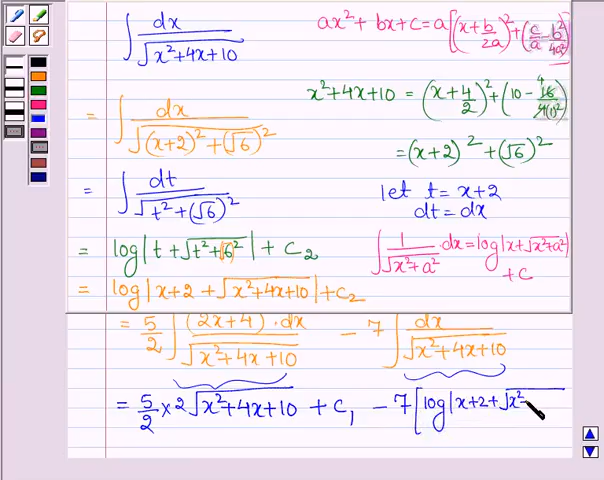 ∫ dx / √(x²+4x+10)
ax²+bx+c = a[(x+b/2a)²+(c/a-b²/4a²)]
x²+4x+10 = (x+4/2)²+(10-16/4(1)²)
4
= ∫ dx / √((x+2)²+(√6)²)
= (x+2)²+(√6)²
= ∫ dt / √(t²+(√6)²)
let t = x+2
dt = dx
= log|t+√(t²+(√6)²)| + C₂
∫ 1/√(x²+a²) · dx = log|x+√(x²+a²)|
+C
= log|x+2+√(x²+4x+10)| + C₂
= 5/2 ∫ (2x+4)·dx / √(x²+4x+10) - 7 ∫ dx / √(x²+4x+10)
= 5/2 × 2√(x²+4x+10) + C₁ - 7[log|x+2+√x²